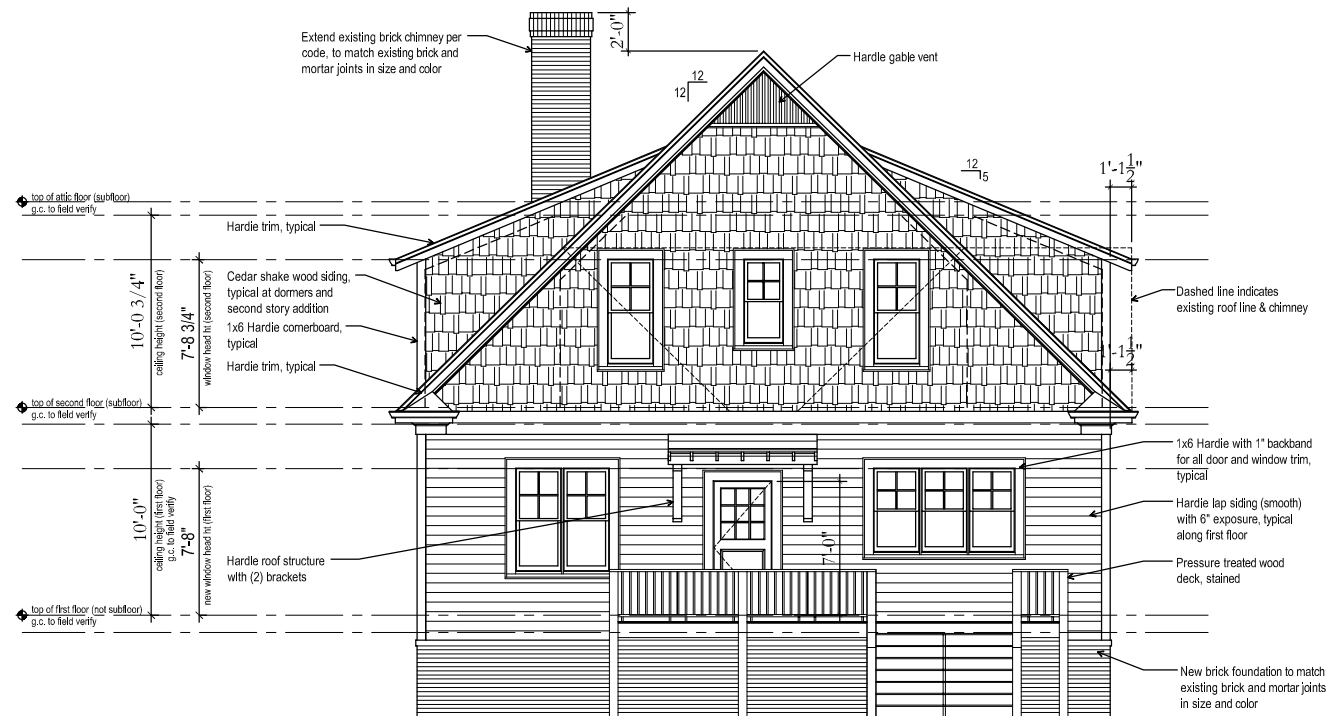 Extend existing brick chimney per
code, to match existing brick and
mortar joints in size and color
2'-0"
Hardie gable vent
12
12
12
5
1'-1 1/2"
top of attic floor (subfloor)
g.c. to field verify
Hardie trim, typical
Cedar shake wood siding,
typical at dormers and
second story addition
1x6 Hardie cornerboard,
typical
Hardie trim, typical
10'-0 3/4"
ceiling height (second floor)
7'-8 3/4"
window head ht (second floor)
Dashed line indicates
existing roof line & chimney
1'-1 1/2"
top of second floor (subfloor)
g.c. to field verify
1x6 Hardie with 1" backband
for all door and window trim,
typical
Hardie lap siding (smooth)
with 6" exposure, typical
along first floor
10'-0"
ceiling height (first floor)
g.c. to field verify
7'-8"
new window head ht (first floor)
7'-0"
Hardie roof structure
with (2) brackets
Pressure treated wood
deck, stained
top of first floor (not subfloor)
g.c. to field verify
New brick foundation to match
existing brick and mortar joints
in size and color